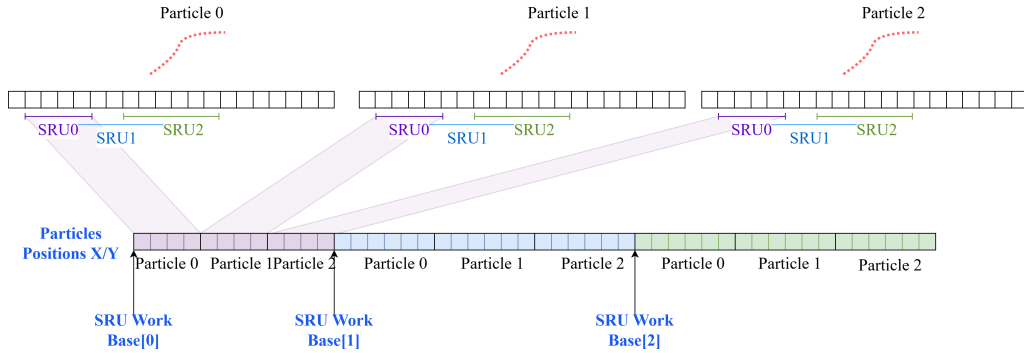 Particle 0
Particle 1
Particle 2
SRU0
SRU1
SRU2
SRU0
SRU1
SRU2
SRU0
SRU1
SRU2
Particles
Positions X/Y
Particle 0
Particle 1
Particle 2
Particle 0
Particle 1
Particle 2
Particle 0
Particle 1
Particle 2
SRU Work
Base[0]
SRU Work
Base[1]
SRU Work
Base[2]